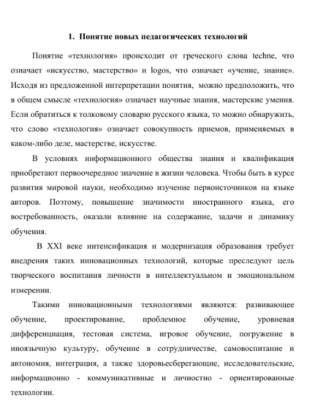 1. Понятие новых педагогических технологий
Понятие «технология» происходит от греческого слова techne, что
означает «искусство, мастерство» и logos, что означает «учение, знание».
Исходя из предложенной интерпретации понятия, можно предположить, что
в общем смысле «технология» означает научные знания, мастерские умения.
Если обратиться к толковому словарю русского языка, то можно обнаружить,
что слово «технология» означает совокупность приемов, применяемых в
каком-либо деле, мастерстве, искусстве.
В условиях информационного общества знания и квалификация
приобретают первоочередное значение в жизни человека. Чтобы быть в курсе
развития мировой науки, необходимо изучение первоисточников на языке
авторов. Поэтому, повышение значимости иностранного языка, его
востребованность, оказали влияние на содержание, задачи и динамику
обучения.
В XXI веке интенсификация и модернизация образования требует
внедрения таких инновационных технологий, которые преследуют цель
творческого воспитания личности в интеллектуальном и эмоциональном
измерении.
Такими инновационными технологиями являются: развивающее
обучение, проектирование, проблемное обучение, уровневая
дифференциация, тестовая система, игровое обучение, погружение в
иноязычную культуру, обучение в сотрудничестве, самовоспитание и
автономия, интеграция, а также здоровьесберегающие, исследовательские,
информационно - коммуникативные и личностно - ориентированные
технологии.